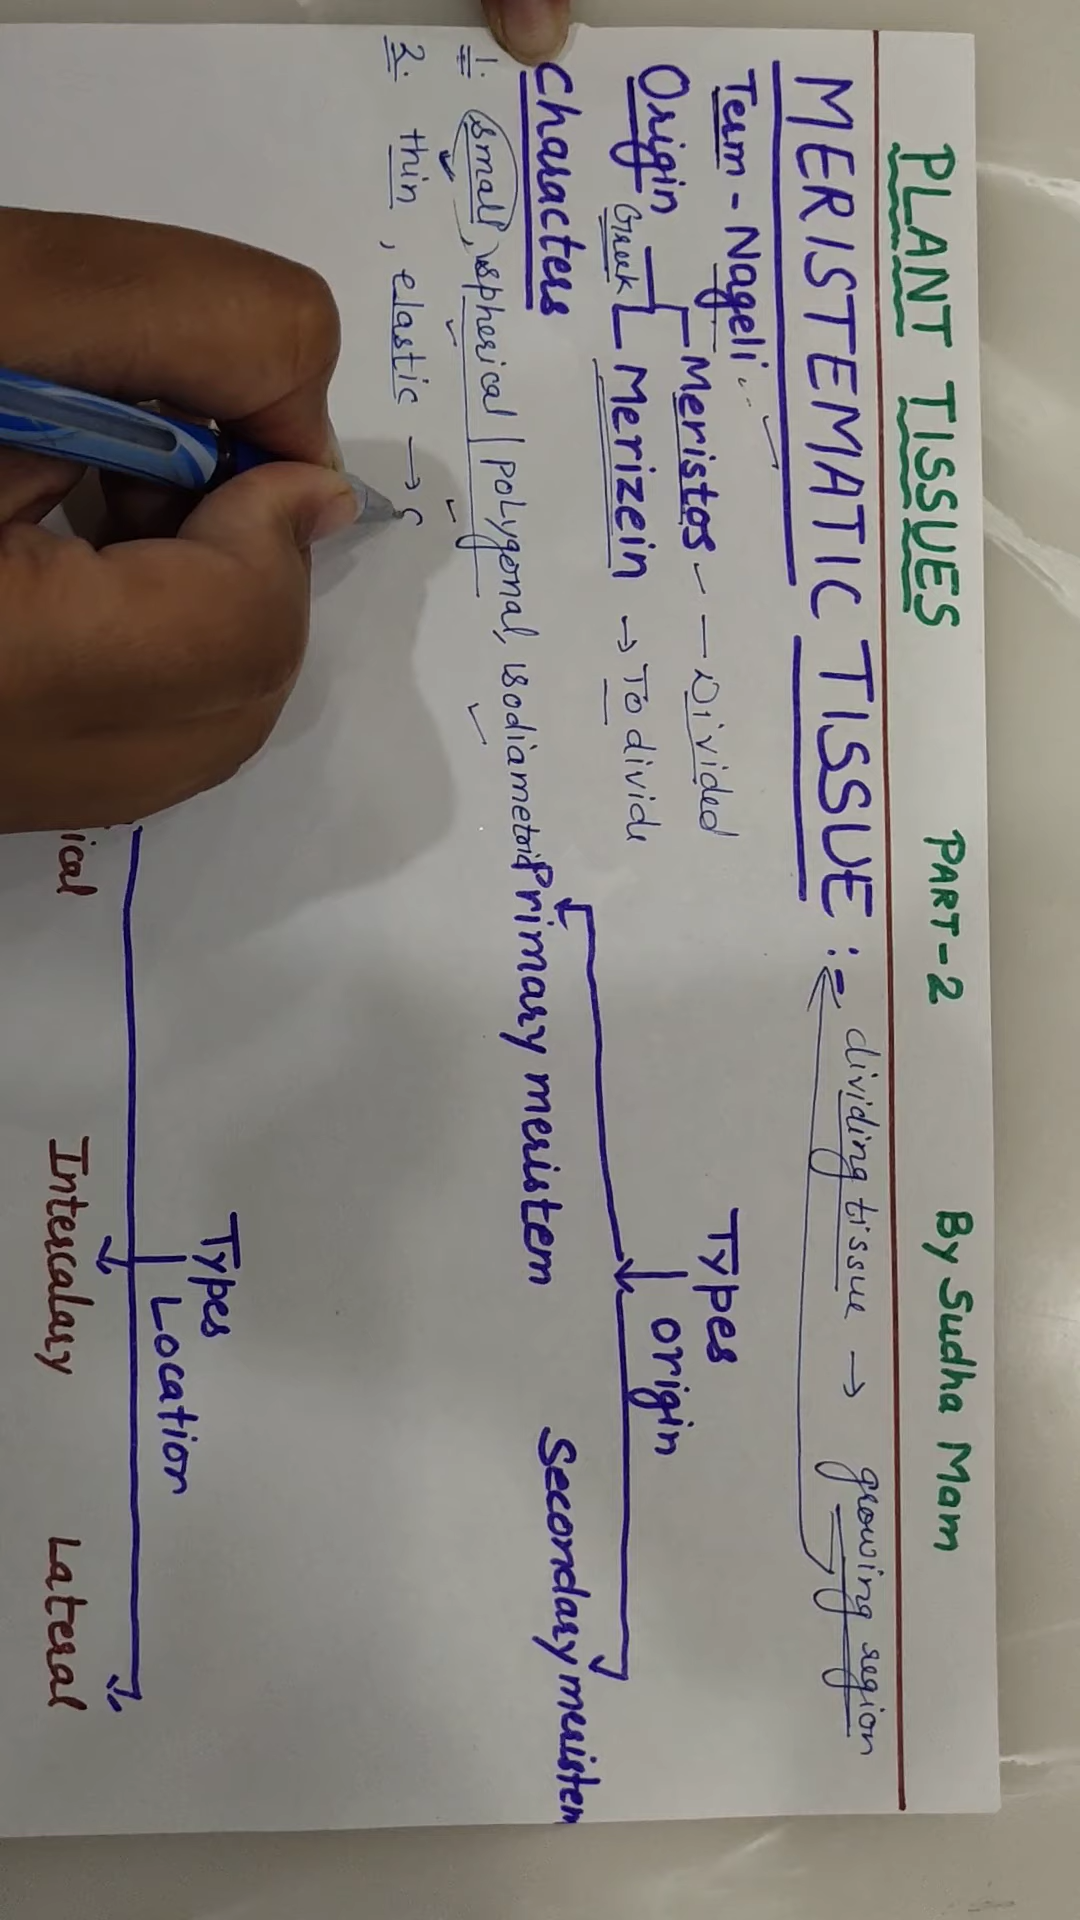 PLANT TISSUES PART-2 By Sudha Mam
MERISTEMATIC TISSUE :- dividing tissue → growing region
Term - Nageli
Origin Meristos - Divided
Greek Merizein → To divide
Characters
1. small, spherical | polygonal, isodiametric
2. thin, elastic → c
Types
Origin
Primary meristem Secondary meristem
Types
Location
ical Intercalary Lateral